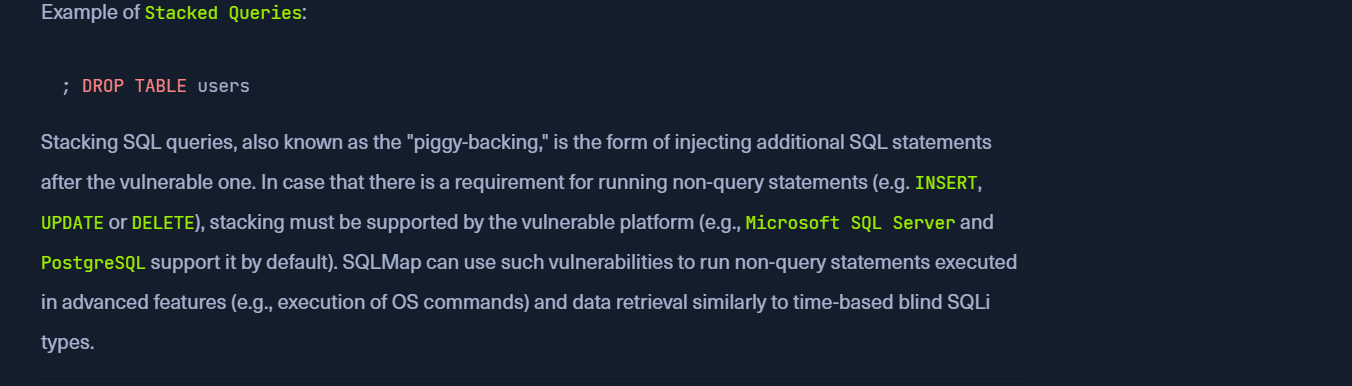 Example of Stacked Queries:
; DROP TABLE users
Stacking SQL queries, also known as the "piggy-backing," is the form of injecting additional SQL statements
after the vulnerable one. In case that there is a requirement for running non-query statements (e.g. INSERT,
UPDATE or DELETE), stacking must be supported by the vulnerable platform (e.g., Microsoft SQL Server and
PostgreSQL support it by default). SQLMap can use such vulnerabilities to run non-query statements executed
in advanced features (e.g., execution of OS commands) and data retrieval similarly to time-based blind SQLi
types.